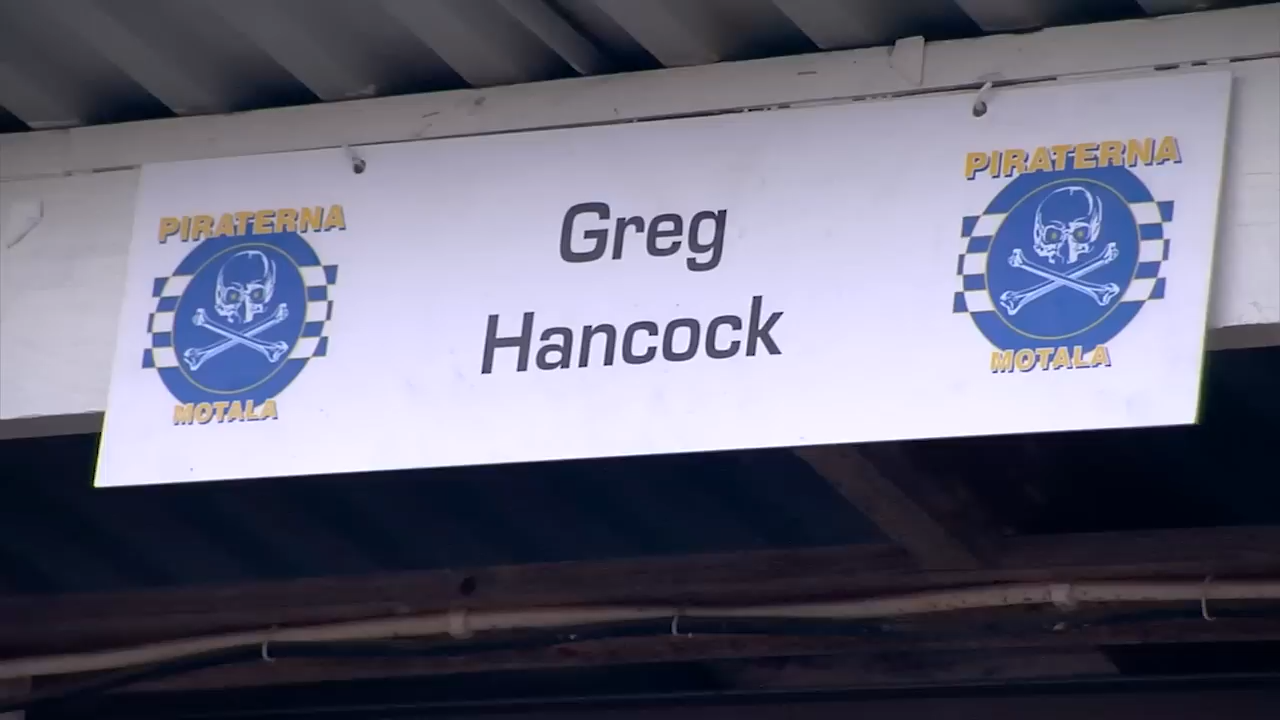 PIRATERNA
MOTALA
Greg
Hancock
PIRATERNA
MOTALA